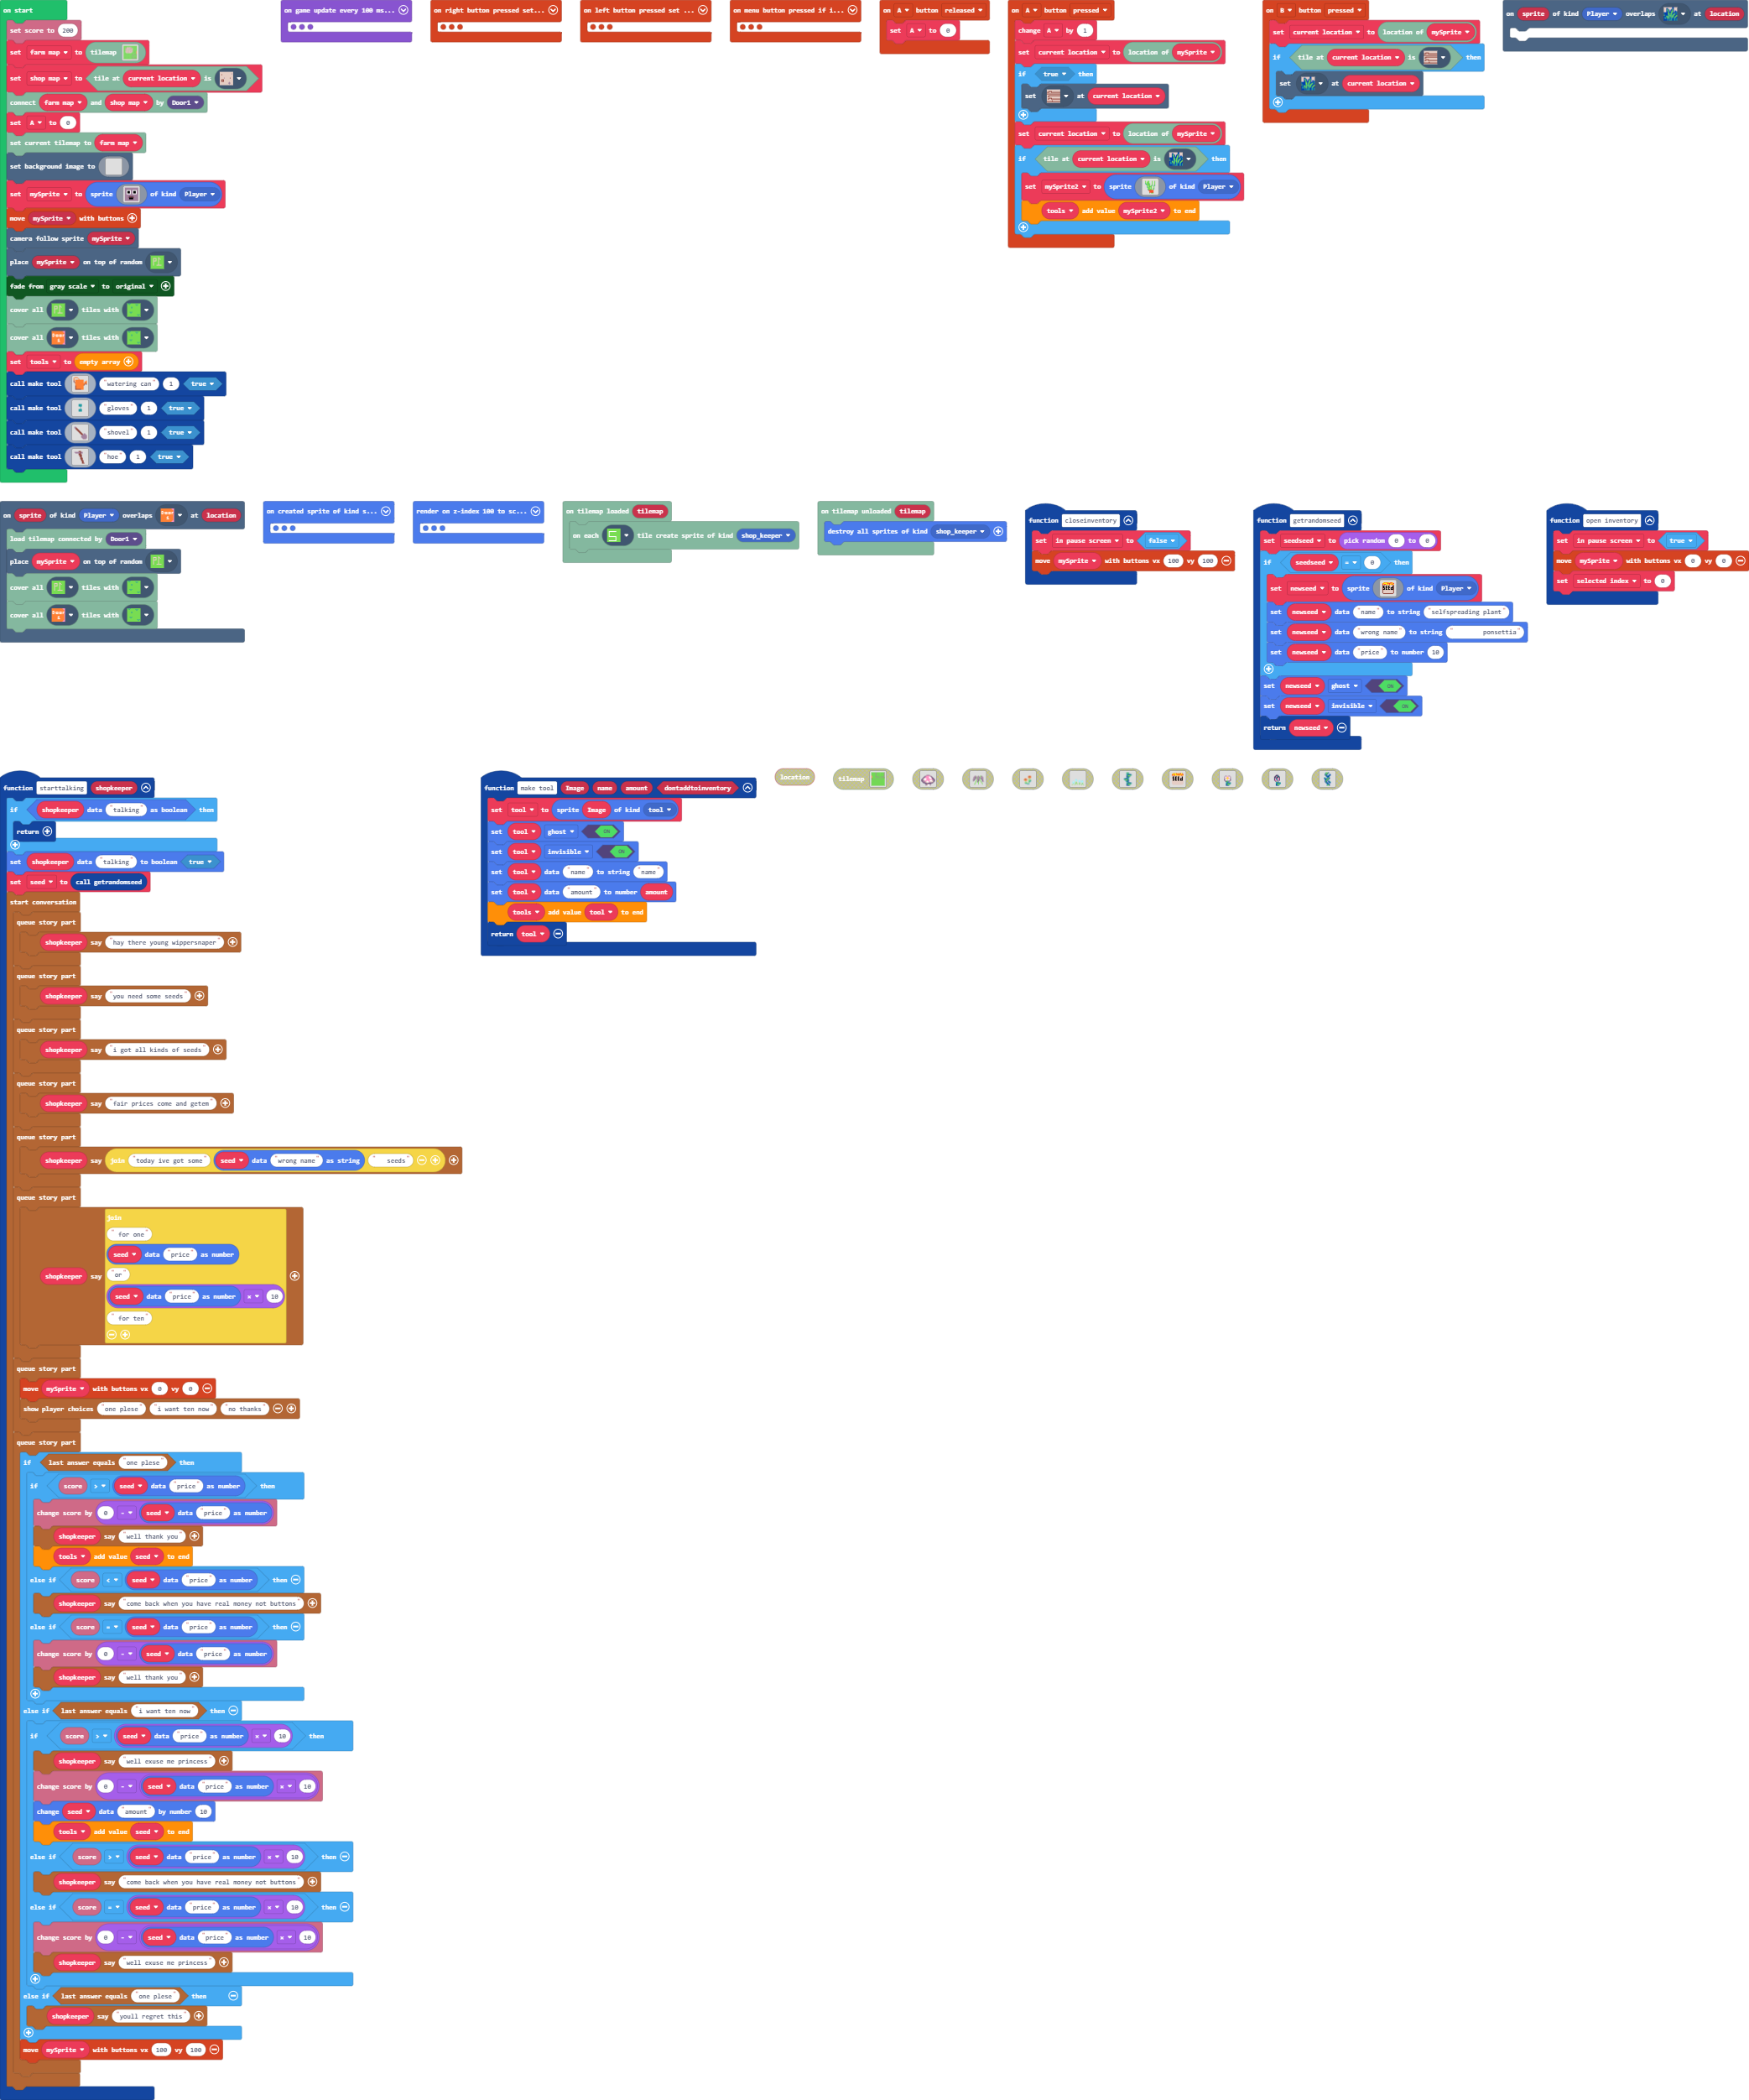 on start
set score to 200
set farm map to tilemap
set shop map to tile at current location is
connect farm map and shop map by Door1
set A to 0
set current tilemap to farm map
set background image to
set mySprite to sprite of kind Player
move mySprite with buttons
camera follow sprite mySprite
place mySprite on top of random
fade from gray scale to original
cover all tiles with
cover all tiles with
set tools to empty array
call make tool "watering can" 1 true
call make tool "gloves" 1 true
call make tool "shovel" 1 true
call make tool "hoe" 1 true
on game update every 100 ms...
on right button pressed set...
on left button pressed set ...
on menu button pressed if i...
on A button released
set A to 0
on A button pressed
change A by 1
set current location to location of mySprite
if true then
set at current location
set current location to location of mySprite
if tile at current location is then
set mySprite2 to sprite of kind Player
tools add value mySprite2 to end
on B button pressed
set current location to location of mySprite
if tile at current location is then
set at current location
on sprite of kind Player overlaps at location
on sprite of kind Player overlaps at location
load tilemap connected by Door1
place mySprite on top of random
cover all tiles with
cover all tiles with
on created sprite of kind s...
render on z-index 100 to sc...
on tilemap loaded tilemap
on each tile create sprite of kind shop_keeper
on tilemap unloaded tilemap
destroy all sprites of kind shop_keeper
function closeinventory
set in pause screen to false
move mySprite with buttons vx 100 vy 100
function getrandomseed
set seedseed to pick random 0 to 0
if seedseed = 0 then
set newseed to sprite of kind Player
set newseed data "name" to string "selfspreading plant"
set newseed data "wrong name" to string " ponsettia"
set newseed data "price" to number 10
set newseed ghost ON
set newseed invisible ON
return newseed
function open inventory
set in pause screen to true
move mySprite with buttons vx 0 vy 0
set selected index to 0
function starttalking shopkeeper
if shopkeeper data "talking" as boolean then
return
set shopkeeper data "talking" to boolean true
set seed to call getrandomseed
start conversation
queue story part
shopkeeper say "hay there young wippersnaper"
queue story part
shopkeeper say "you need some seeds"
queue story part
shopkeeper say "i got all kinds of seeds"
queue story part
shopkeeper say "fair prices come and getem"
queue story part
shopkeeper say join "today ive got some" seed data "wrong name" as string " seeds"
queue story part
shopkeeper say join
" for one"
seed data "price" as number
"or"
seed data "price" as number × 10
" for ten"
queue story part
move mySprite with buttons vx 0 vy 0
show player choices "one plese" "i want ten now" "no thanks"
queue story part
if last answer equals "one plese" then
if score > seed data "price" as number then
change score by 0 - seed data "price" as number
shopkeeper say "well thank you"
tools add value seed to end
else if score < seed data "price" as number then
shopkeeper say "come back when you have real money not buttons"
else if score = seed data "price" as number then
change score by 0 - seed data "price" as number
shopkeeper say "well thank you"
else if last answer equals "i want ten now" then
if score > seed data "price" as number × 10 then
shopkeeper say "well exuse me princess"
change score by 0 - seed data "price" as number × 10
change seed data "amount" by number 10
tools add value seed to end
else if score > seed data "price" as number × 10 then
shopkeeper say "come back when you have real money not buttons"
else if score = seed data "price" as number × 10 then
change score by 0 - seed data "price" as number × 10
shopkeeper say "well exuse me princess"
else if last answer equals "one plese" then
shopkeeper say "youll regret this"
move mySprite with buttons vx 100 vy 100
function make tool Image name amount dontaddtoinventory
set tool to sprite Image of kind tool
set tool ghost ON
set tool invisible ON
set tool data "name" to string "name"
set tool data "amount" to number amount
tools add value tool to end
return tool
location
tilemap